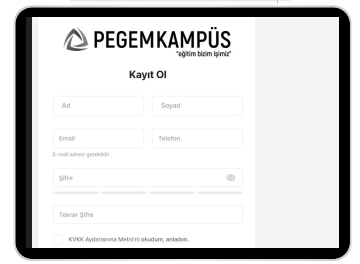 PEGEMKAMPÜS
"eğitim bizim işimiz"
Kayıt Ol
Ad
Soyad
Email
Telefon
E-mail adresi gereklidir
Şifre
Tekrar Şifre
KVKK Aydınlanma Metni'ni okudum, anladım.